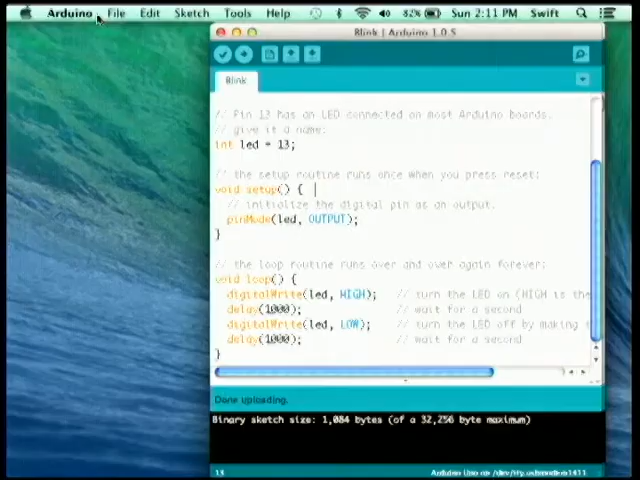 Arduino File Edit Sketch Tools Help 32% Sun 2:11 PM Swift
Blink | Arduino 1.0.5
Blink
// Pin 13 has an LED connected on most Arduino boards.
// give it a name:
int led = 13;
// the setup routine runs once when you press reset:
void setup() {
// initialize the digital pin as an output.
pinMode(led, OUTPUT);
}
// the loop routine runs over and over again forever:
void loop() {
digitalWrite(led, HIGH); // turn the LED on (HIGH is the
delay(1000); // wait for a second
digitalWrite(led, LOW); // turn the LED off by making
delay(1000); // wait for a second
}
Done uploading.
Binary sketch size: 1,084 bytes (of a 32,256 byte maximum)
13 Arduino Uno on